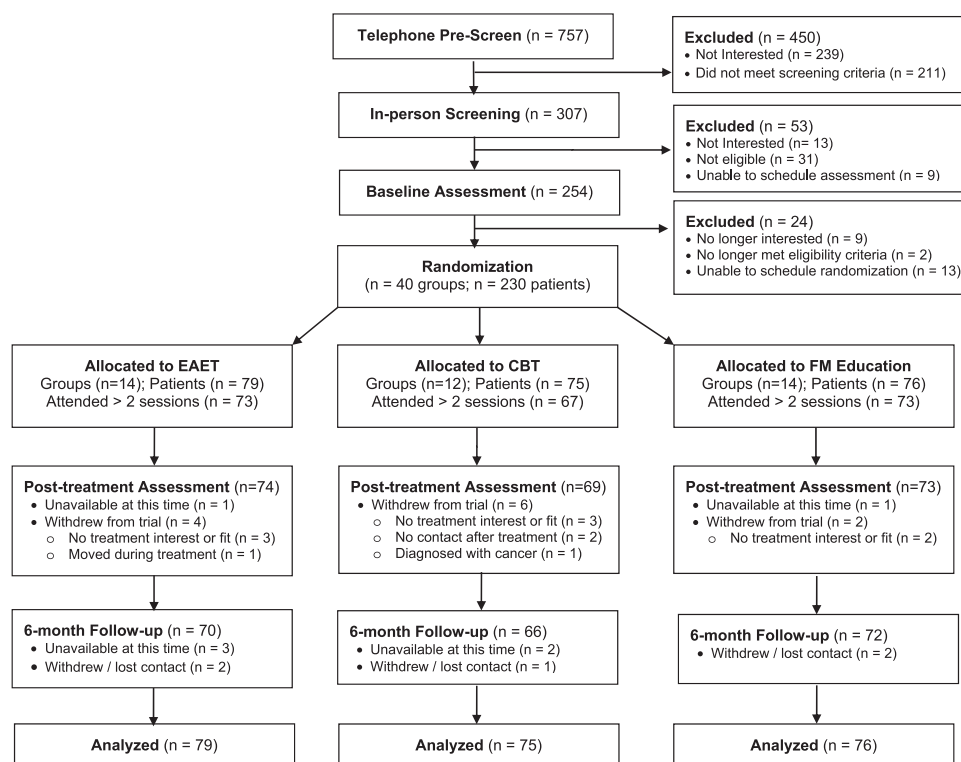 Telephone Pre-Screen (n = 757)
Excluded (n = 450)
• Not Interested (n = 239)
• Did not meet screening criteria (n = 211)
In-person Screening (n = 307)
Excluded (n = 53)
• Not Interested (n= 13)
• Not eligible (n = 31)
• Unable to schedule assessment (n = 9)
Baseline Assessment (n = 254)
Excluded (n = 24)
• No longer interested (n = 9)
• No longer met eligibility criteria (n = 2)
• Unable to schedule randomization (n = 13)
Randomization
(n = 40 groups; n = 230 patients)
Allocated to EAET
Groups (n=14); Patients (n = 79)
Attended > 2 sessions (n = 73)
Allocated to CBT
Groups (n=12); Patients (n = 75)
Attended > 2 sessions (n = 67)
Allocated to FM Education
Groups (n=14); Patients (n = 76)
Attended > 2 sessions (n = 73)
Post-treatment Assessment (n=74)
• Unavailable at this time (n = 1)
• Withdrew from trial (n = 4)
o No treatment interest or fit (n = 3)
o Moved during treatment (n = 1)
Post-treatment Assessment (n=69)
• Withdrew from trial (n = 6)
o No treatment interest or fit (n = 3)
o No contact after treatment (n = 2)
o Diagnosed with cancer (n = 1)
Post-treatment Assessment (n=73)
• Unavailable at this time (n = 1)
• Withdrew from trial (n = 2)
o No treatment interest or fit (n = 2)
6-month Follow-up (n = 70)
• Unavailable at this time (n = 3)
• Withdrew / lost contact (n = 2)
6-month Follow-up (n = 66)
• Unavailable at this time (n = 2)
• Withdrew / lost contact (n = 1)
6-month Follow-up (n = 72)
• Withdrew / lost contact (n = 2)
Analyzed (n = 79)
Analyzed (n = 75)
Analyzed (n = 76)